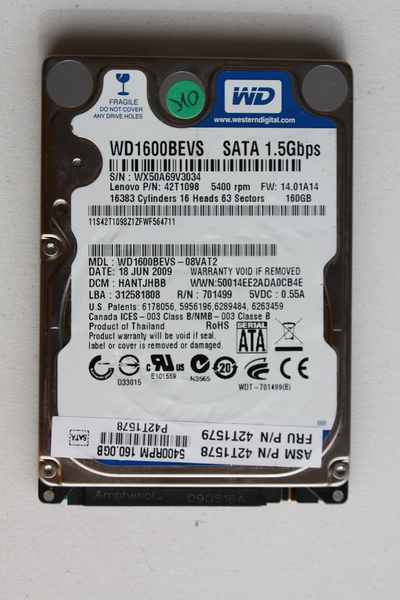 FRAGILE
DO NOT COVER
ANY DRIVE HOLES
WD
www.westerndigital.com
WD1600BEVS SATA 1.5Gbps
S/N: WX50A69V3034
Lenovo P/N: 42T1098 5400 rpm FW: 14.01A14
16383 Cylinders 16 Heads 63 Sectors 160GB
11S42T1098Z1ZFWF564711
MDL: WD1600BEVS-08VAT2
DATE: 18 JUN 2009 WARRANTY VOID IF REMOVED
DCM: HANTJHBB WWN:50014EE2ADA0CB4E
LBA: 312581808 R/N: 701499 5VDC: 0.55A
U.S. Patents: 6178056, 5956196, 6289484, 6263459
Canada ICES-003 Class B/NMB-003 Classe B
Product of Thailand RoHS
Product warranty will be void if seal,
label or cover is removed or damaged.
SERIAL
ATA
D33015 E101559 N3565 20
WDT-701499(B)
BB
ASM P/N 42T1578
FRU P/N 42T1579
P42T1578
5400RPM 160.0GB
SATA
Amphenol 090516A